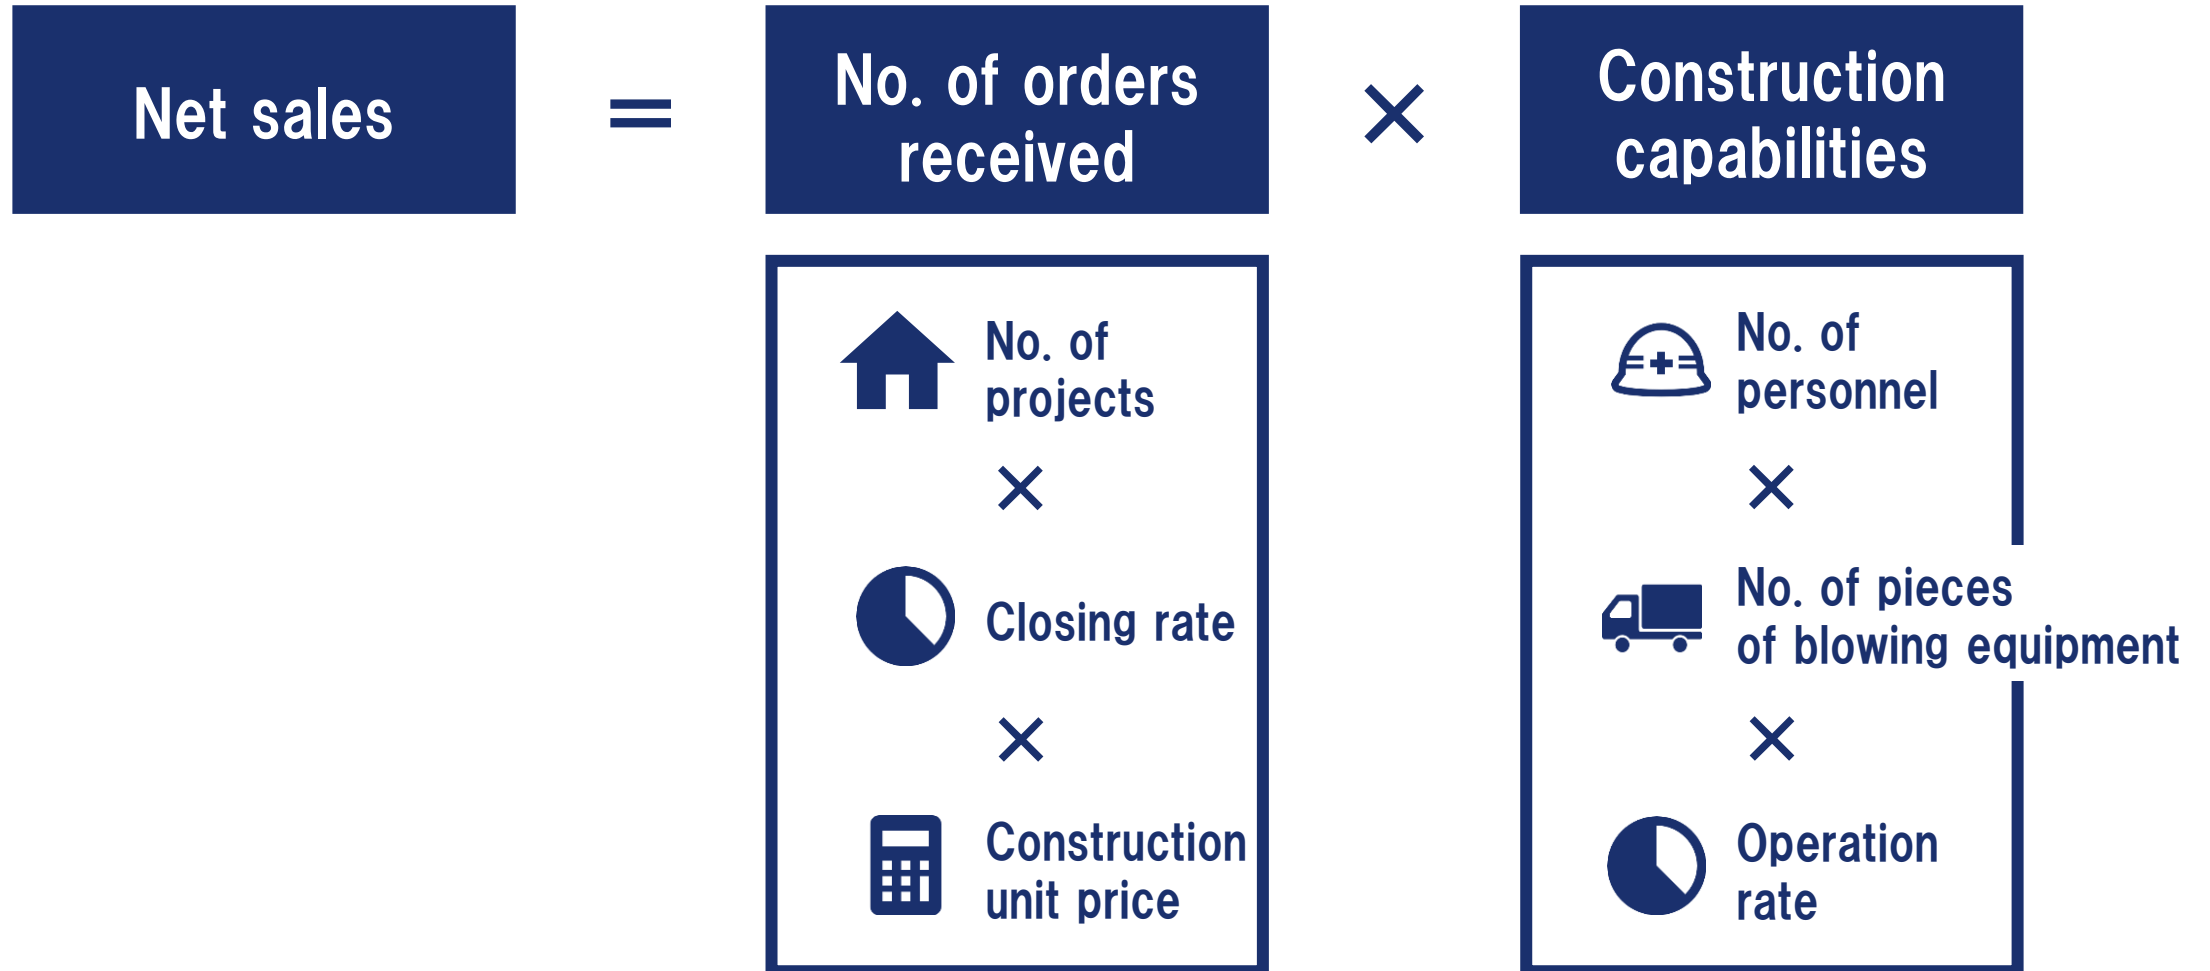 Net sales
=
No. of orders
received
×
Construction
capabilities
No. of
projects
×
Closing rate
×
Construction
unit price
No. of
personnel
×
No. of pieces
of blowing equipment
×
Operation
rate